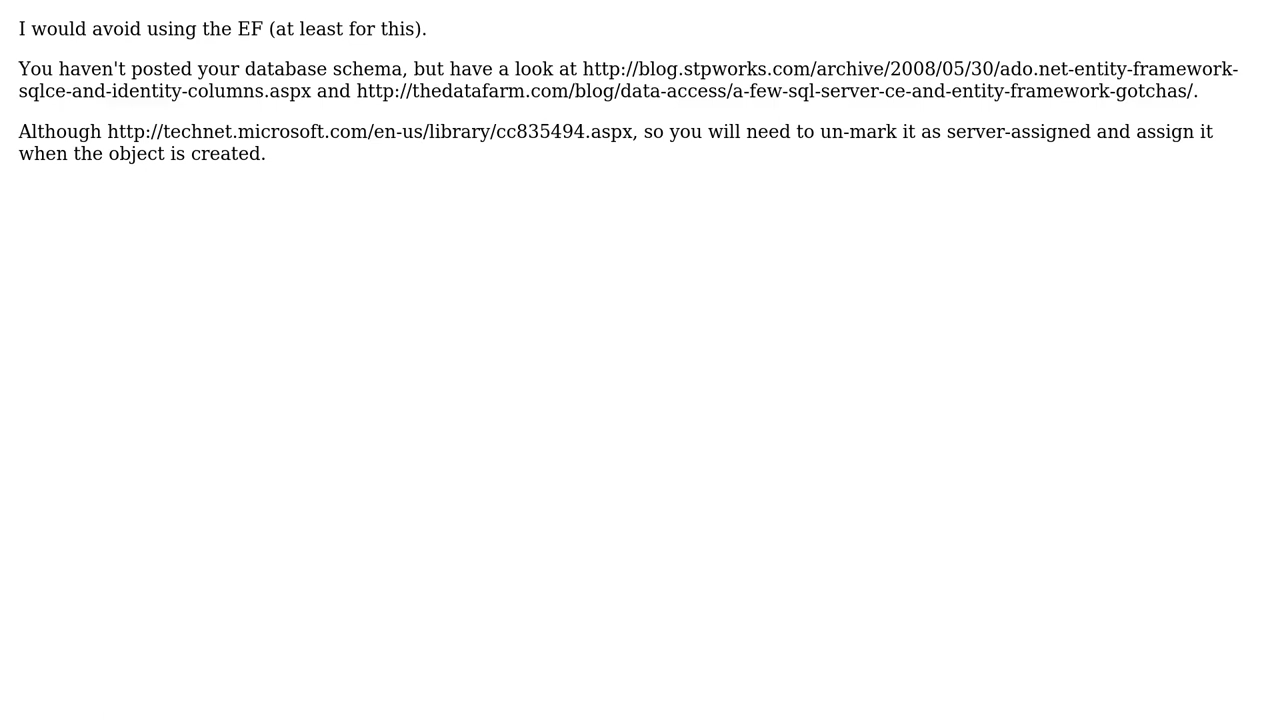 I would avoid using the EF (at least for this).
You haven't posted your database schema, but have a look at http://blog.stpworks.com/archive/2008/05/30/ado.net-entity-framework-
sqlce-and-identity-columns.aspx and http://thedatafarm.com/blog/data-access/a-few-sql-server-ce-and-entity-framework-gotchas/.
Although http://technet.microsoft.com/en-us/library/cc835494.aspx, so you will need to un-mark it as server-assigned and assign it
when the object is created.